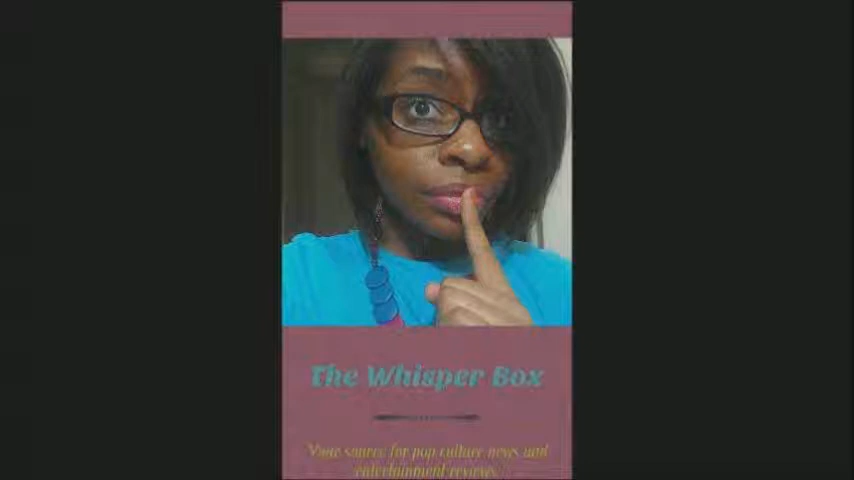 The Whisper Box
Your source for pop culture news and
entertainment reviews